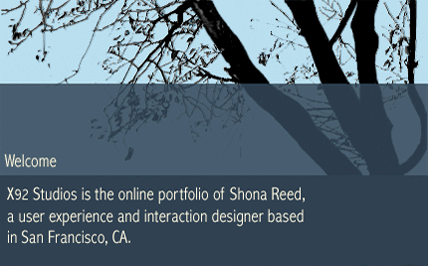 Welcome
X92 Studios is the online portfolio of Shona Reed,
a user experience and interaction designer based
in San Francisco, CA.